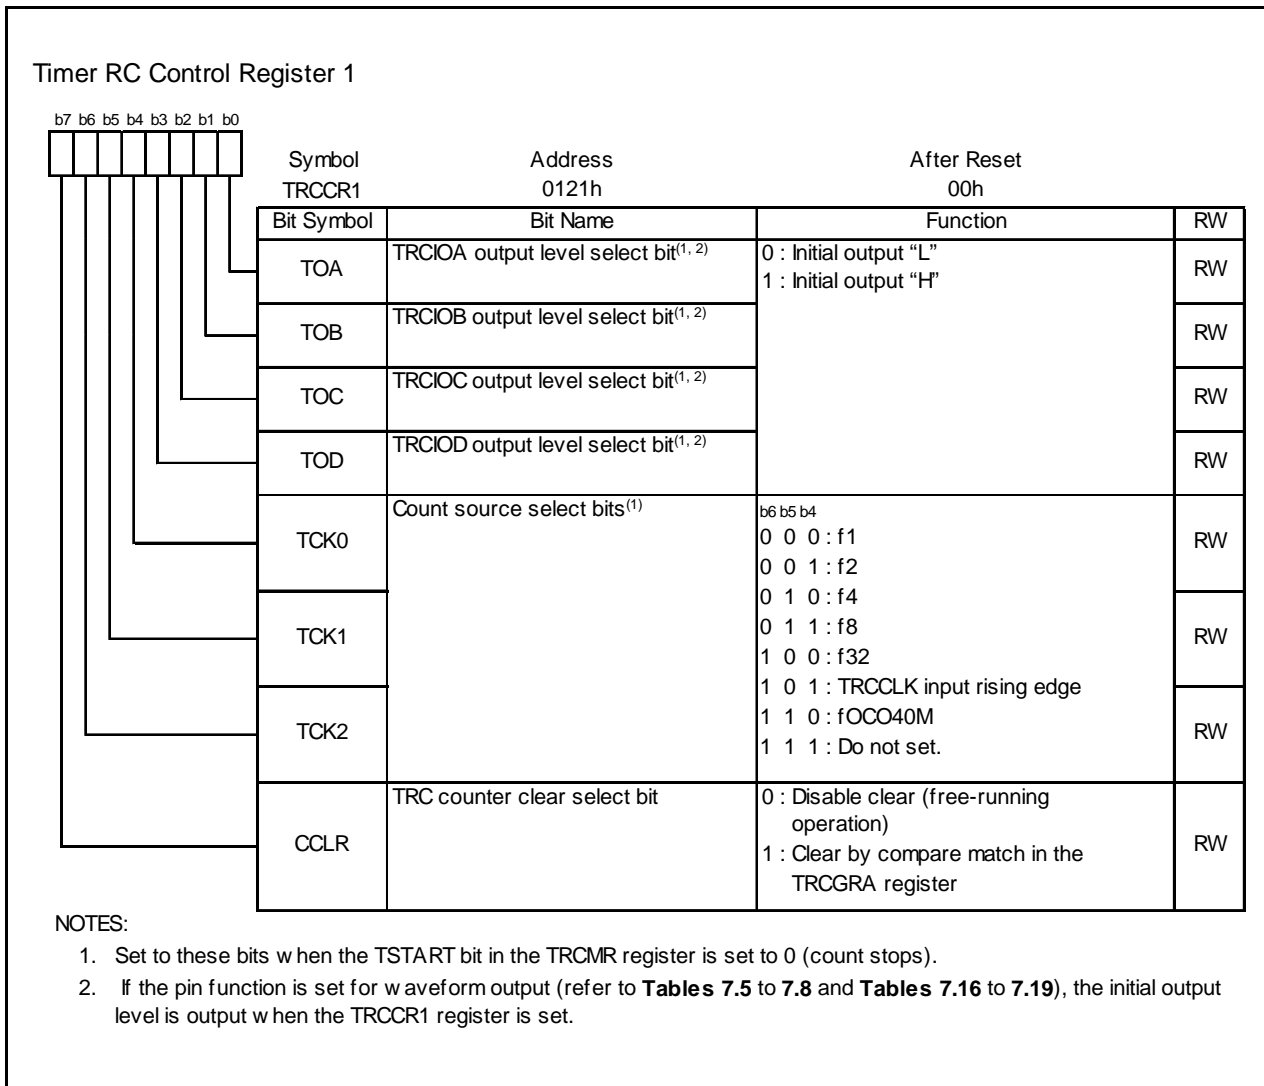 Timer RC Control Register 1
b7 b6 b5 b4 b3 b2 b1 b0
Symbol Address After Reset
TRCCR1 0121h 00h
Bit Symbol Bit Name Function RW
TOA TRCIOA output level select bit(1, 2) 0 : Initial output “L” RW
1 : Initial output “H”
TOB TRCIOB output level select bit(1, 2) RW
TOC TRCIOC output level select bit(1, 2) RW
TOD TRCIOD output level select bit(1, 2) RW
TCK0 Count source select bits(1) b6 b5 b4 RW
0 0 0 : f1
0 0 1 : f2
0 1 0 : f4
TCK1 0 1 1 : f8 RW
1 0 0 : f32
1 0 1 : TRCCLK input rising edge
TCK2 1 1 0 : fOCO40M RW
1 1 1 : Do not set.
CCLR TRC counter clear select bit 0 : Disable clear (free-running RW
operation)
1 : Clear by compare match in the
TRCGRA register
NOTES:
1. Set to these bits when the TSTART bit in the TRCMR register is set to 0 (count stops).
2. If the pin function is set for waveform output (refer to Tables 7.5 to 7.8 and Tables 7.16 to 7.19), the initial output
level is output when the TRCCR1 register is set.